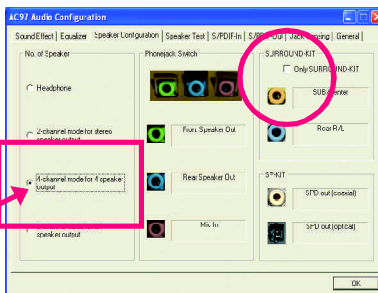 AC97 Audio Configuration
Sound Effect | Equalizer | Speaker Configuration | Speaker Test | S/PDIF-In | S/PDIF-Out | Jack Sensing | General
No. of Speaker
Phonejack Switch
SURROUND-KIT
Only SURROUND-KIT
Headphone
SUB/Center
2-channel mode for stereo
speaker output
Front Speaker Out
Rear R/L
4-channel mode for 4 speaker
output
Rear Speaker Out
SPD out (coaxial)
speaker output
Mic In
SPD out (optical)
OK